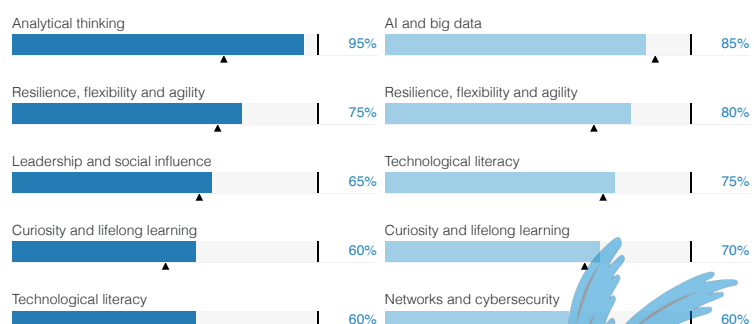 Analytical thinking
95%
Resilience, flexibility and agility
75%
Leadership and social influence
65%
Curiosity and lifelong learning
60%
Technological literacy
60%
AI and big data
85%
Resilience, flexibility and agility
80%
Technological literacy
75%
Curiosity and lifelong learning
70%
Networks and cybersecurity
60%